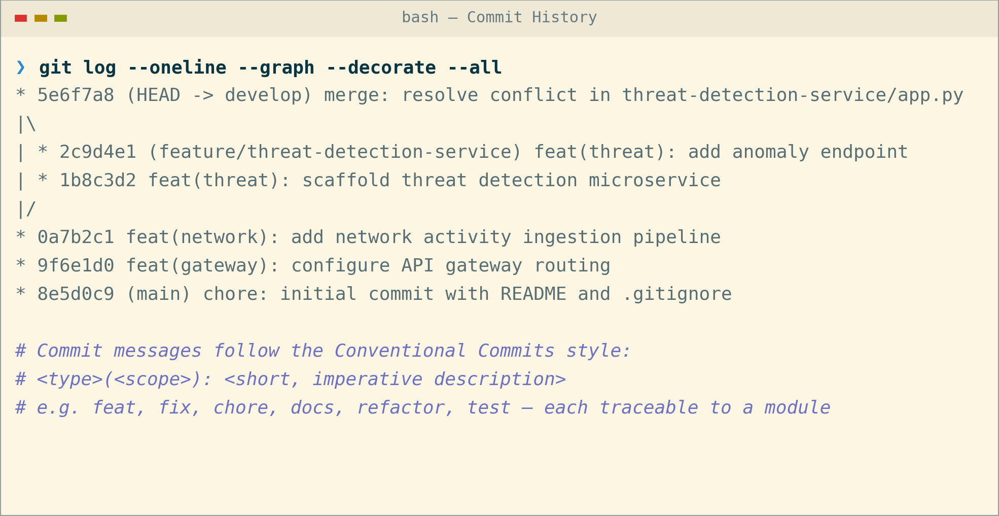 bash — Commit History
❯ git log --oneline --graph --decorate --all
* 5e6f7a8 (HEAD -> develop) merge: resolve conflict in threat-detection-service/app.py
|\
| * 2c9d4e1 (feature/threat-detection-service) feat(threat): add anomaly endpoint
| * 1b8c3d2 feat(threat): scaffold threat detection microservice
|/
* 0a7b2c1 feat(network): add network activity ingestion pipeline
* 9f6e1d0 feat(gateway): configure API gateway routing
* 8e5d0c9 (main) chore: initial commit with README and .gitignore
# Commit messages follow the Conventional Commits style:
# <type>(<scope>): <short, imperative description>
# e.g. feat, fix, chore, docs, refactor, test — each traceable to a module